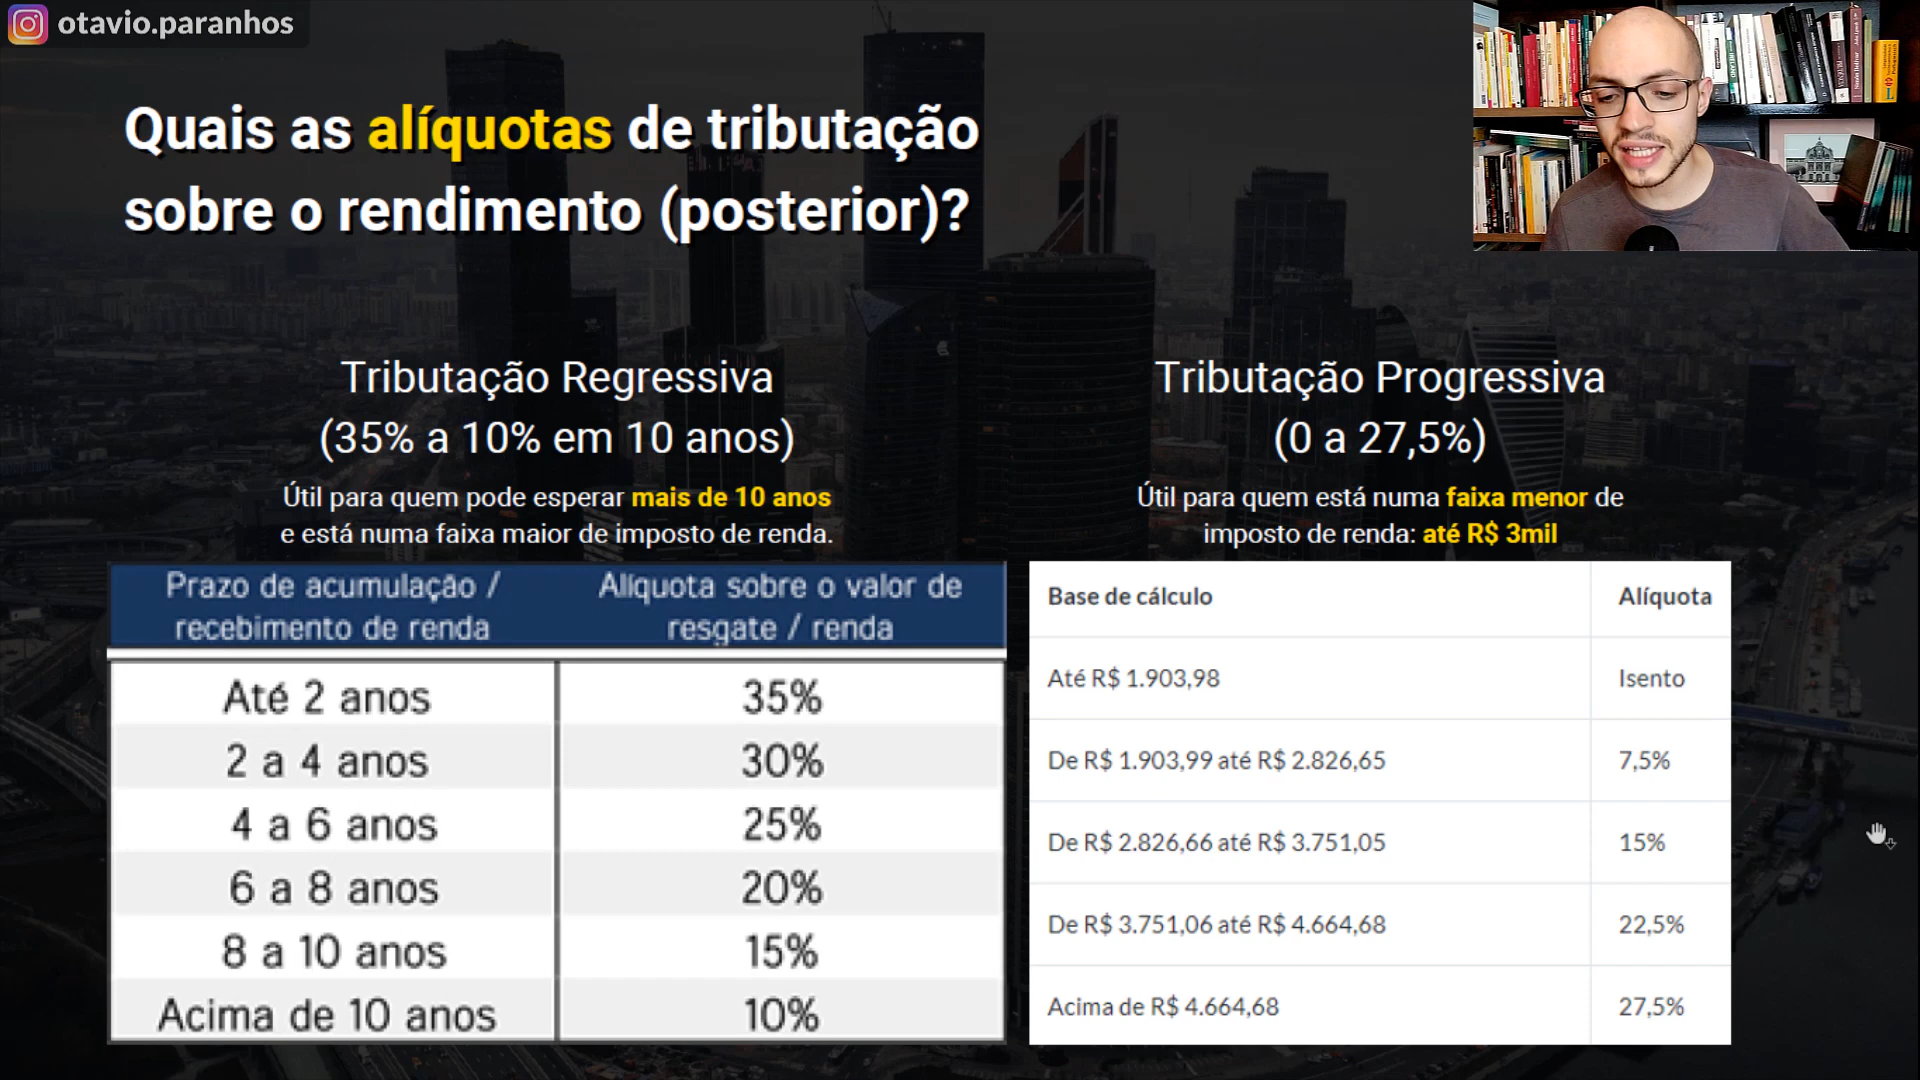 otavio.paranhos
Quais as alíquotas de tributação
sobre o rendimento (posterior)?
Tributação Regressiva
(35% a 10% em 10 anos)
Útil para quem pode esperar mais de 10 anos
e está numa faixa maior de imposto de renda.
Prazo de acumulação / Alíquota sobre o valor de
recebimento de renda resgate / renda
Até 2 anos 35%
2 a 4 anos 30%
4 a 6 anos 25%
6 a 8 anos 20%
8 a 10 anos 15%
Acima de 10 anos 10%
Tributação Progressiva
(0 a 27,5%)
Útil para quem está numa faixa menor de
imposto de renda: até R$ 3mil
Base de cálculo Alíquota
Até R$ 1.903,98 Isento
De R$ 1.903,99 até R$ 2.826,65 7,5%
De R$ 2.826,66 até R$ 3.751,05 15%
De R$ 3.751,06 até R$ 4.664,68 22,5%
Acima de R$ 4.664,68 27,5%